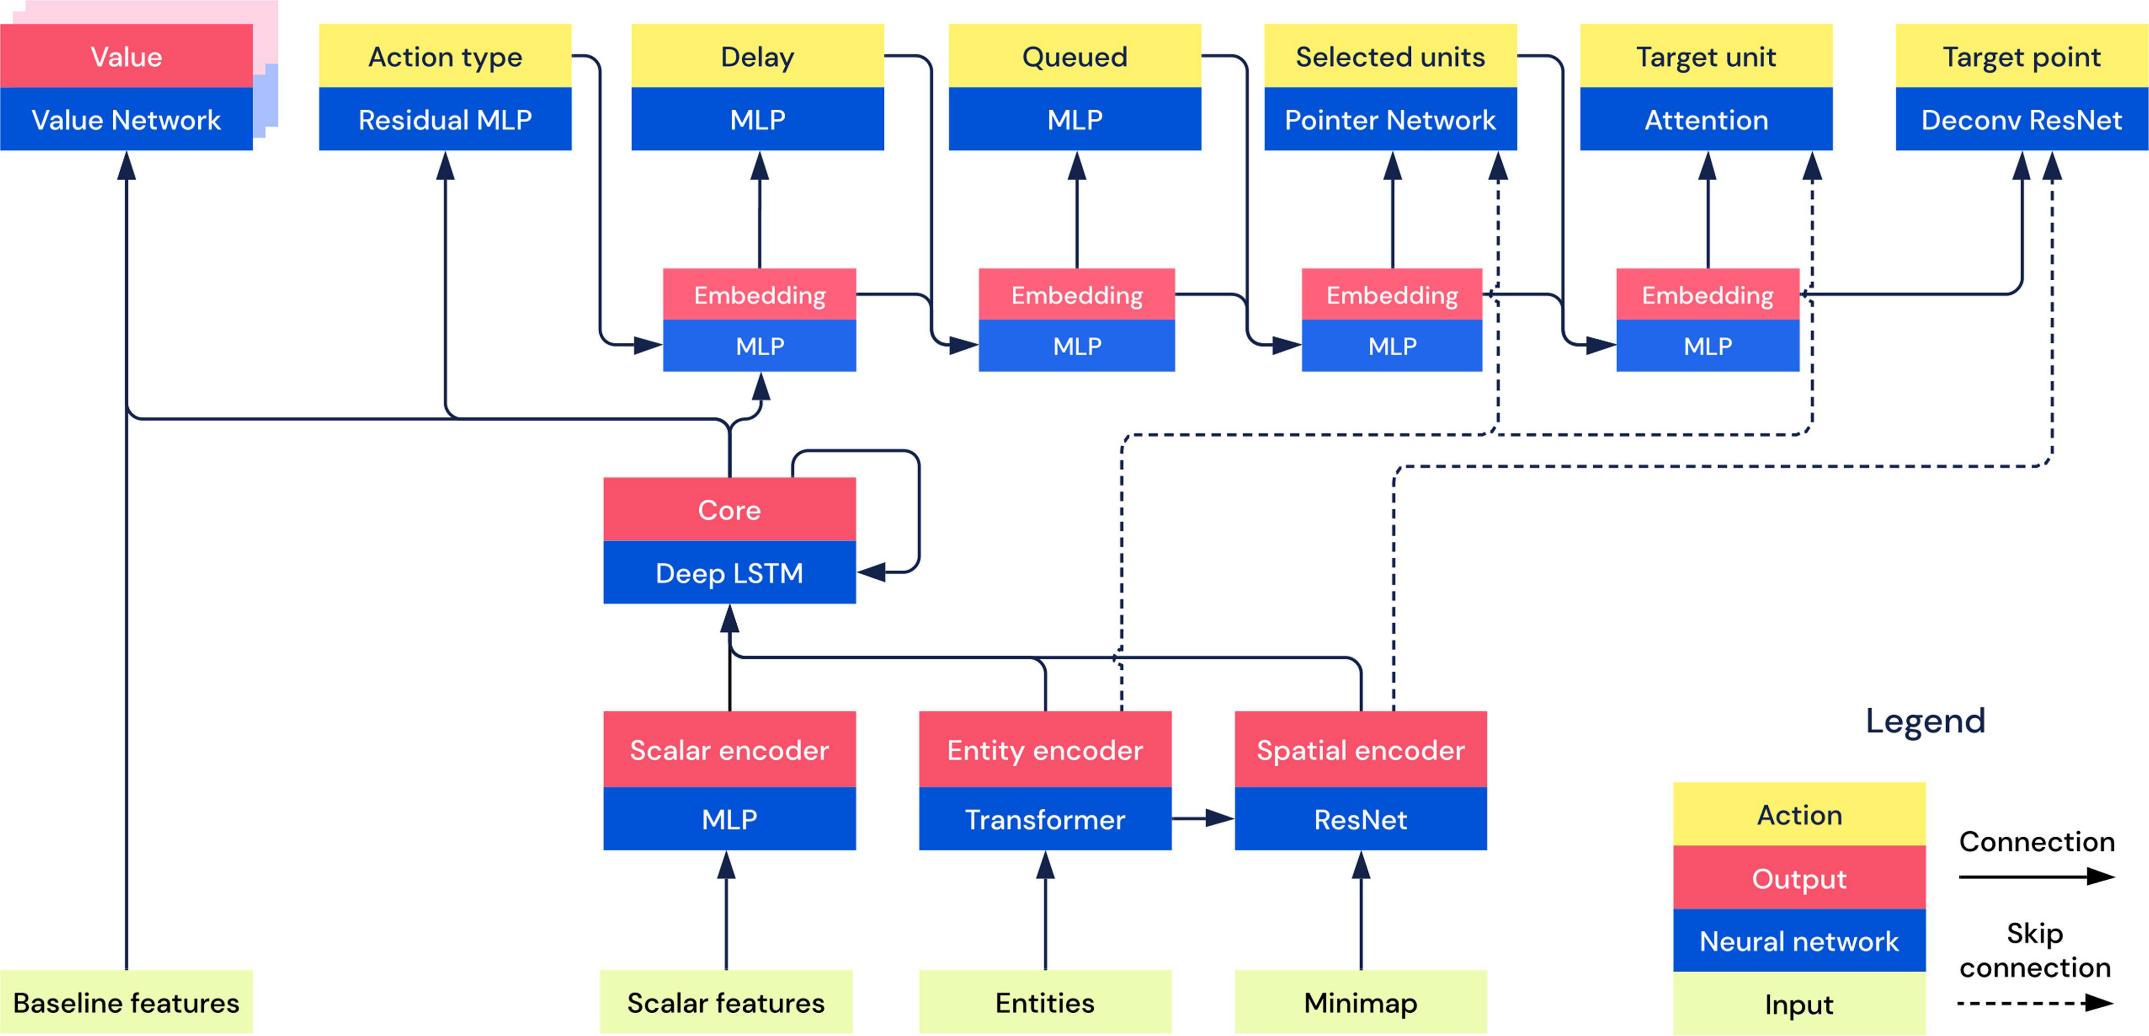 Value
Value Network
Action type
Residual MLP
Delay
MLP
Queued
MLP
Selected units
Pointer Network
Target unit
Attention
Target point
Deconv ResNet
Embedding
MLP
Embedding
MLP
Embedding
MLP
Embedding
MLP
Core
Deep LSTM
Scalar encoder
MLP
Entity encoder
Transformer
Spatial encoder
ResNet
Baseline features
Scalar features
Entities
Minimap
Legend
Action
Output
Neural network
Input
Connection
Skip
connection